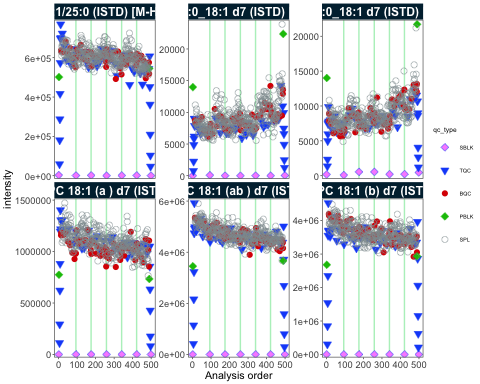 1/25:0 (ISTD) [M-H
:0_18:1 d7 (ISTD)
:0_18:1 d7 (ISTD)
6e+05
4e+05
2e+05
0e+00
20000
15000
10000
5000
0
20000
15000
10000
5000
0
PC 18:1 (a ) d7 (IST
PC 18:1 (ab ) d7 (IST
PC 18:1 (b) d7 (IST
1500000
1000000
500000
0
6e+06
4e+06
2e+06
0e+00
4e+06
3e+06
2e+06
1e+06
0e+00
0 100 200 300 400 500
0 100 200 300 400 500
0 100 200 300 400 500
intensity
Analysis order
qc_type
SBLK
TQC
BQC
PBLK
SPL